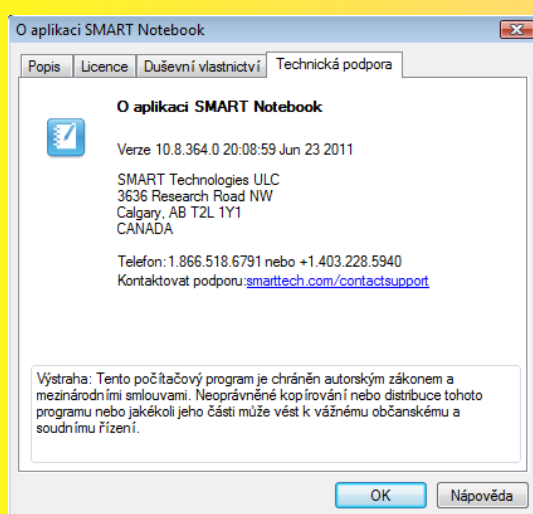 O aplikaci SMART Notebook
Popis Licence Duševní vlastnictví Technická podpora
O aplikaci SMART Notebook
Verze 10.8.364.0 20:08:59 Jun 23 2011
SMART Technologies ULC
3636 Research Road NW
Calgary, AB T2L 1Y1
CANADA
Telefon: 1.866.518.6791 nebo +1.403.228.5940
Kontaktovat podporu:smarttech.com/contactsupport
Výstraha: Tento počítačový program je chráněn autorským zákonem a
mezinárodními smlouvami. Neoprávněné kopírování nebo distribuce tohoto
programu nebo jakékoli jeho části může vést k vážnému občanskému a
soudnímu řízení.
OK Nápověda